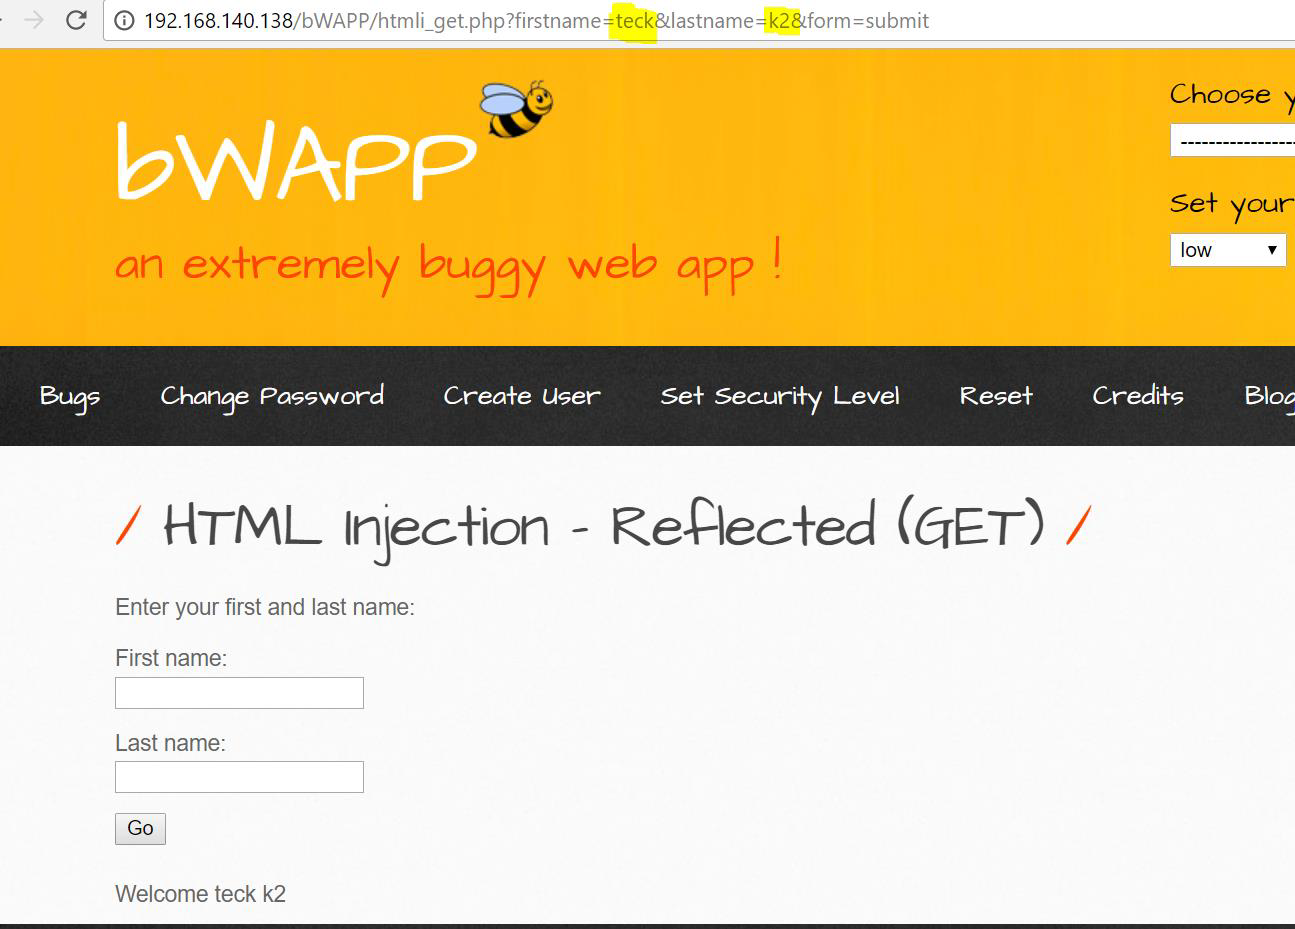 192.168.140.138/bWAPP/htmli_get.php?firstname=teck&lastname=k2&form=submit
bWAPP
an extremely buggy web app !
Choose y
------------------
Set your
low
Bugs Change Password Create User Set Security Level Reset Credits Blog
/ HTML Injection - Reflected (GET) /
Enter your first and last name:
First name:
Last name:
Go
Welcome teck k2